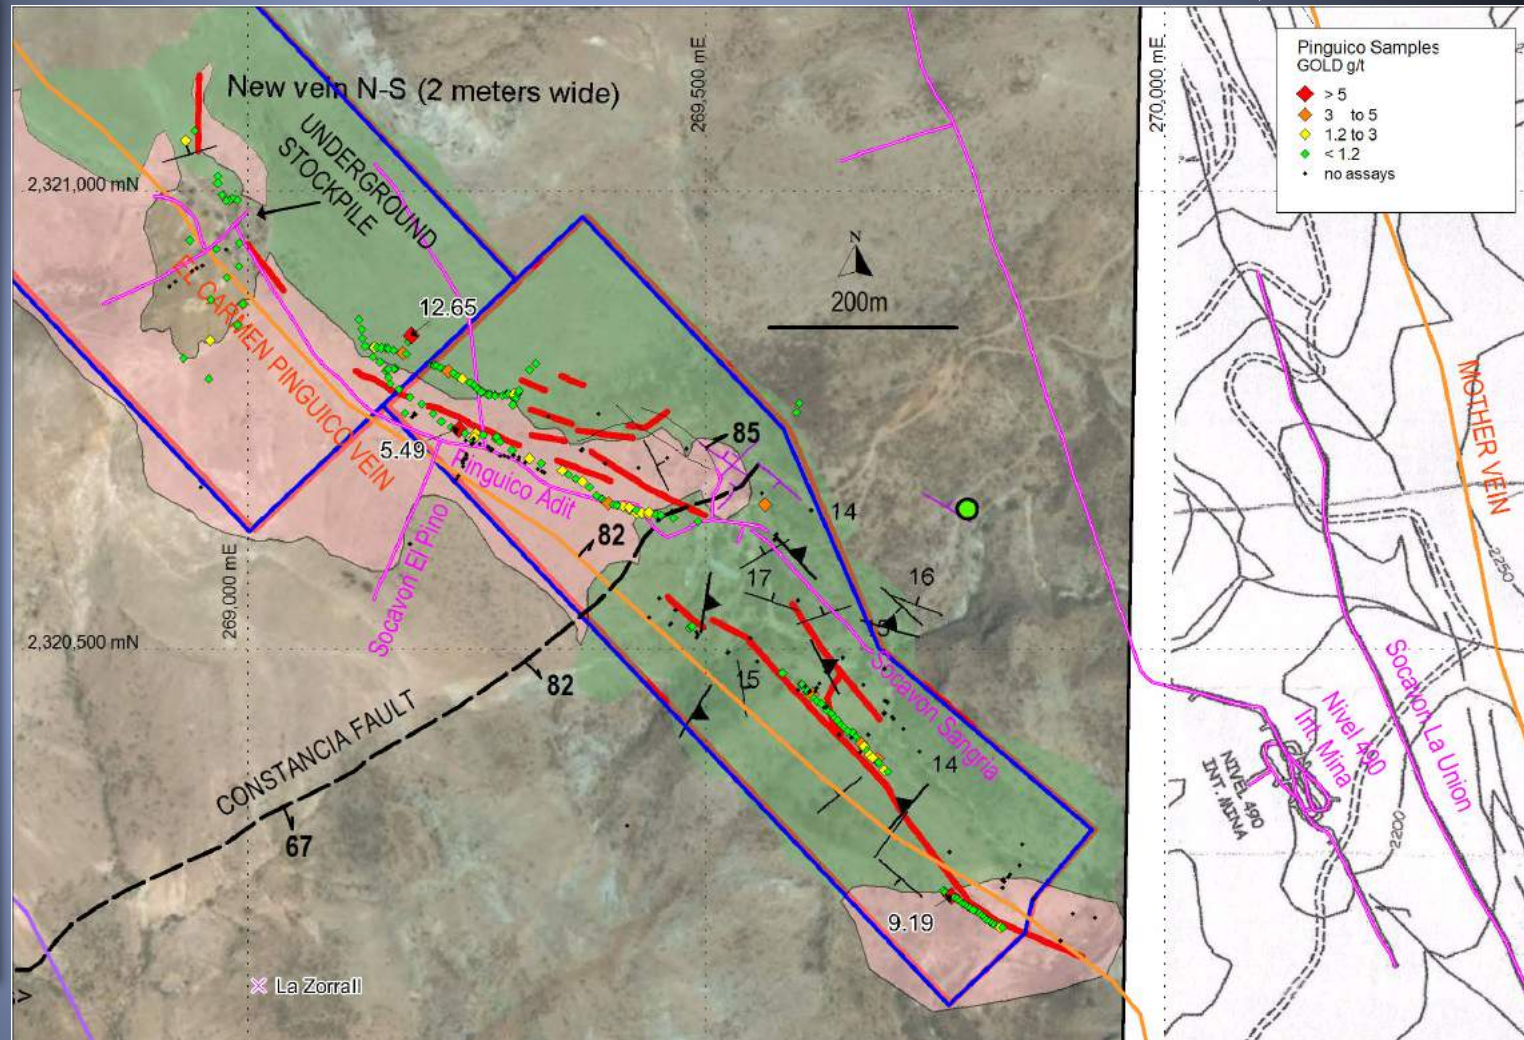 Pinguico Samples
GOLD g/t
> 5
3 to 5
1.2 to 3
< 1.2
no assays
New vein N-S (2 meters wide)
269,500 mE
270,000 mE
UNDERGROUND
STOCKPILE
2,321,000 mN
N
200m
12.65
EL CARMEN PINGUICO VEIN
MOTHER VEIN
5.49
Pinguico Adit
85
14
82
Socavon El Pino
269,000 mE
17
16
2250
2,320,500 mN
15
82
Socavon Sangria
14
CONSTANCIA FAULT
67
Socavon La Union
Nivel 490
Int. Mina
NIVEL 490
INT. MINA
2200
9.19
La Zorrall